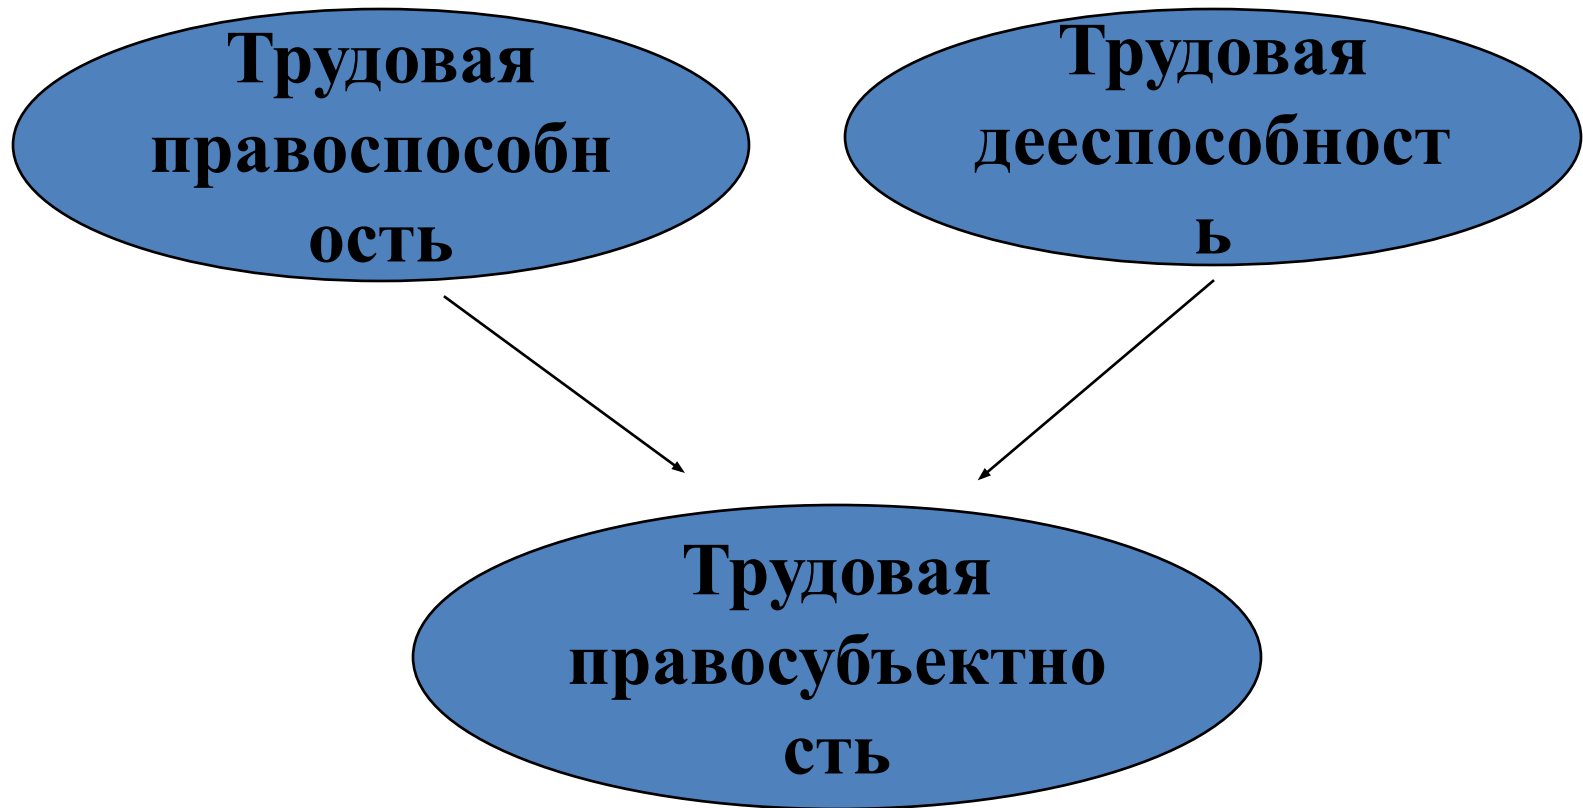 Трудовая
правоспособн
ость
Трудовая
дееспособност
ь
Трудовая
правосубъектно
сть